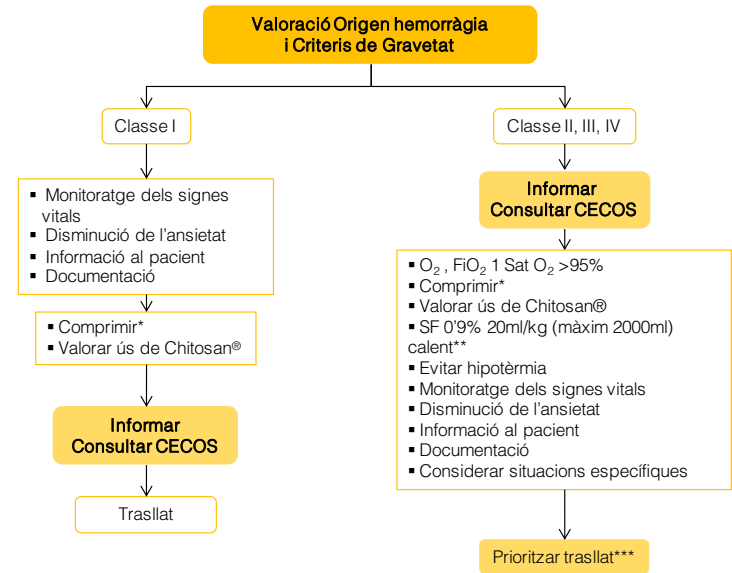 Valoració Origen hemorràgia
i Criteris de Gravetat
Classe I
▪ Monitoratge dels signes
vitals
▪ Disminució de l'ansietat
▪ Informació al pacient
▪ Documentació
▪ Comprimir*
▪ Valorar ús de Chitosan®
Informar
Consultar CECOS
Trasllat
Classe II, III, IV
Informar
Consultar CECOS
▪ O₂ , FiO₂ 1 Sat O₂ >95%
▪ Comprimir*
▪ Valorar ús de Chitosan®
▪ SF 0'9% 20ml/kg (màxim 2000ml)
calent**
▪ Evitar hipotèrmia
▪ Monitoratge dels signes vitals
▪ Disminució de l'ansietat
▪ Informació al pacient
▪ Documentació
▪ Considerar situacions específiques
Prioritzar trasllat***